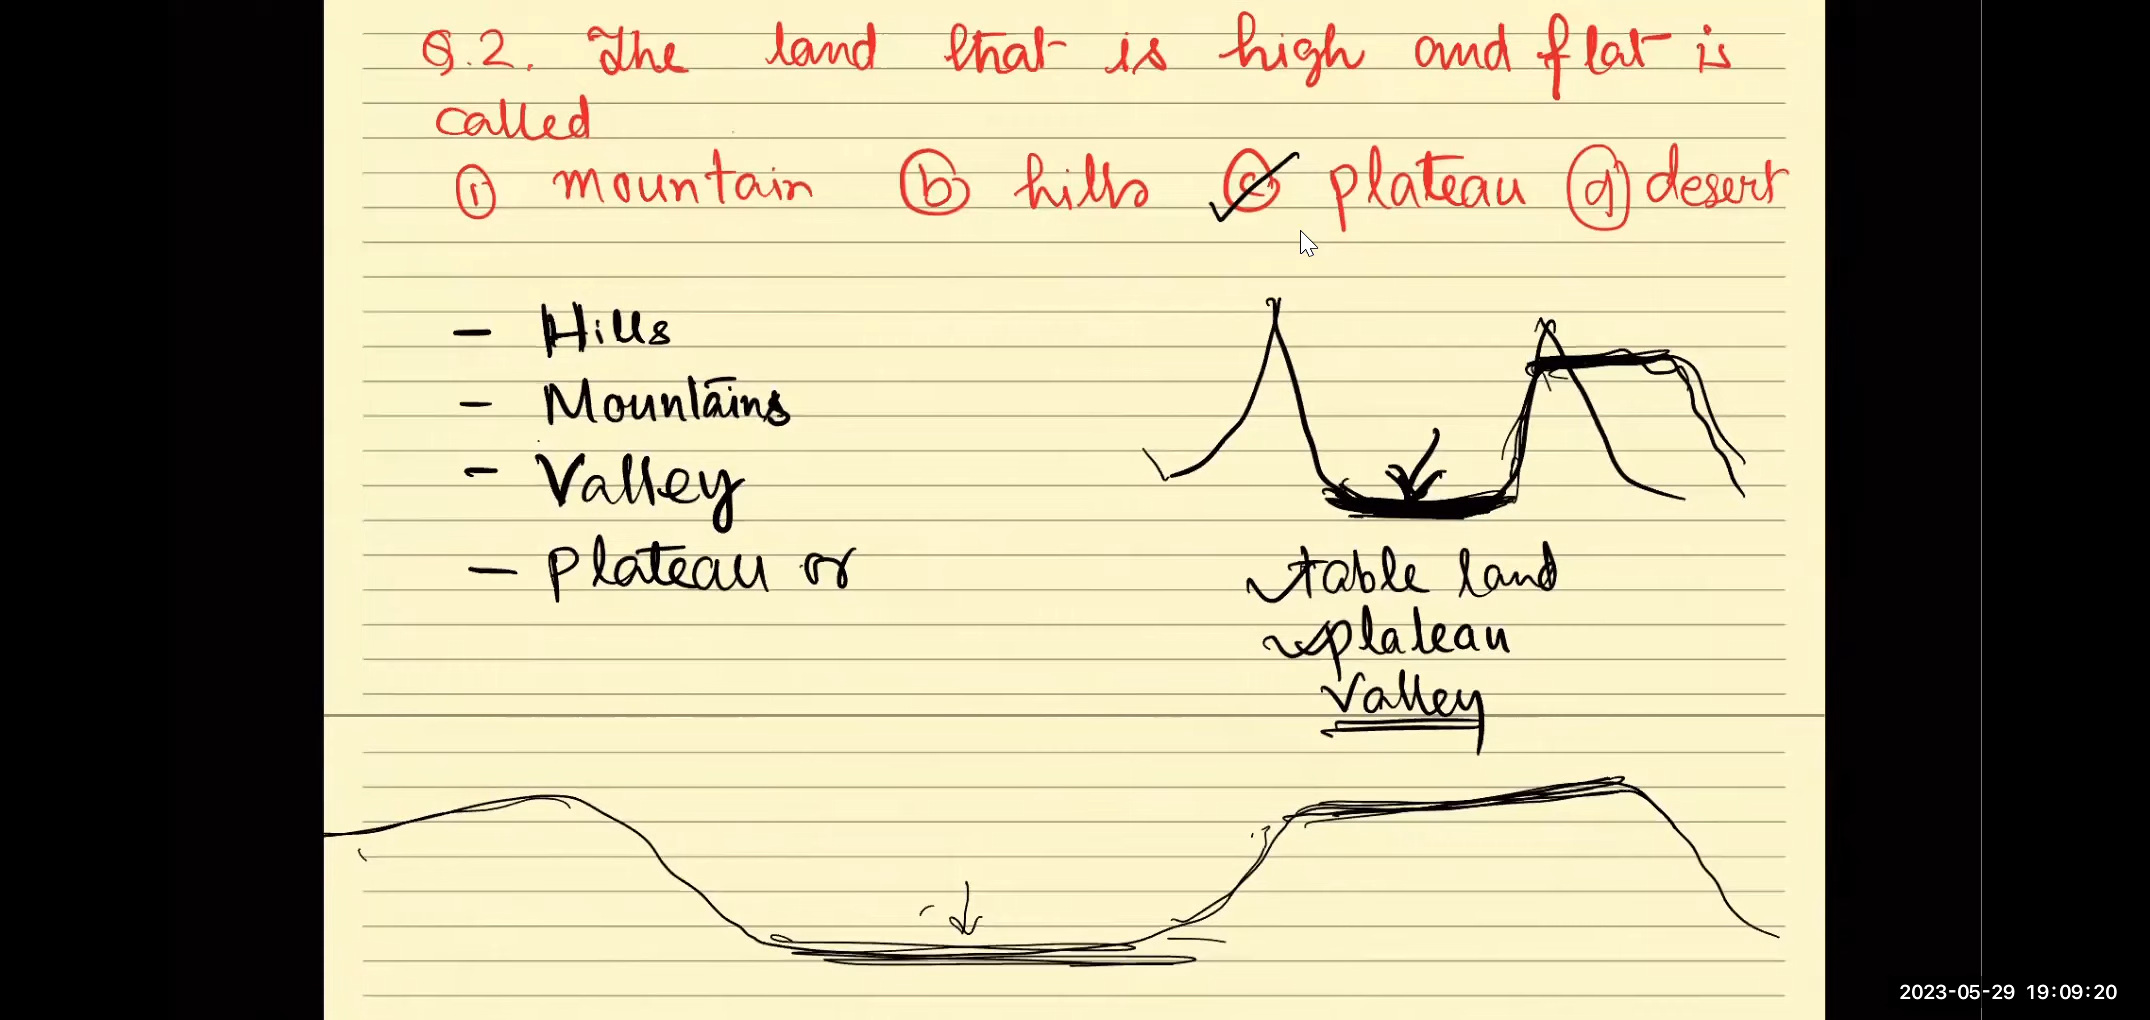 Q.2. The land that is high and flat is
called
① mountain ⓑ hills ⓒ plateau ⓓ desert
- Hills
- Mountains
- Valley
- Plateau or
table land
plateau
Valley
2023-05-29 19:09:20